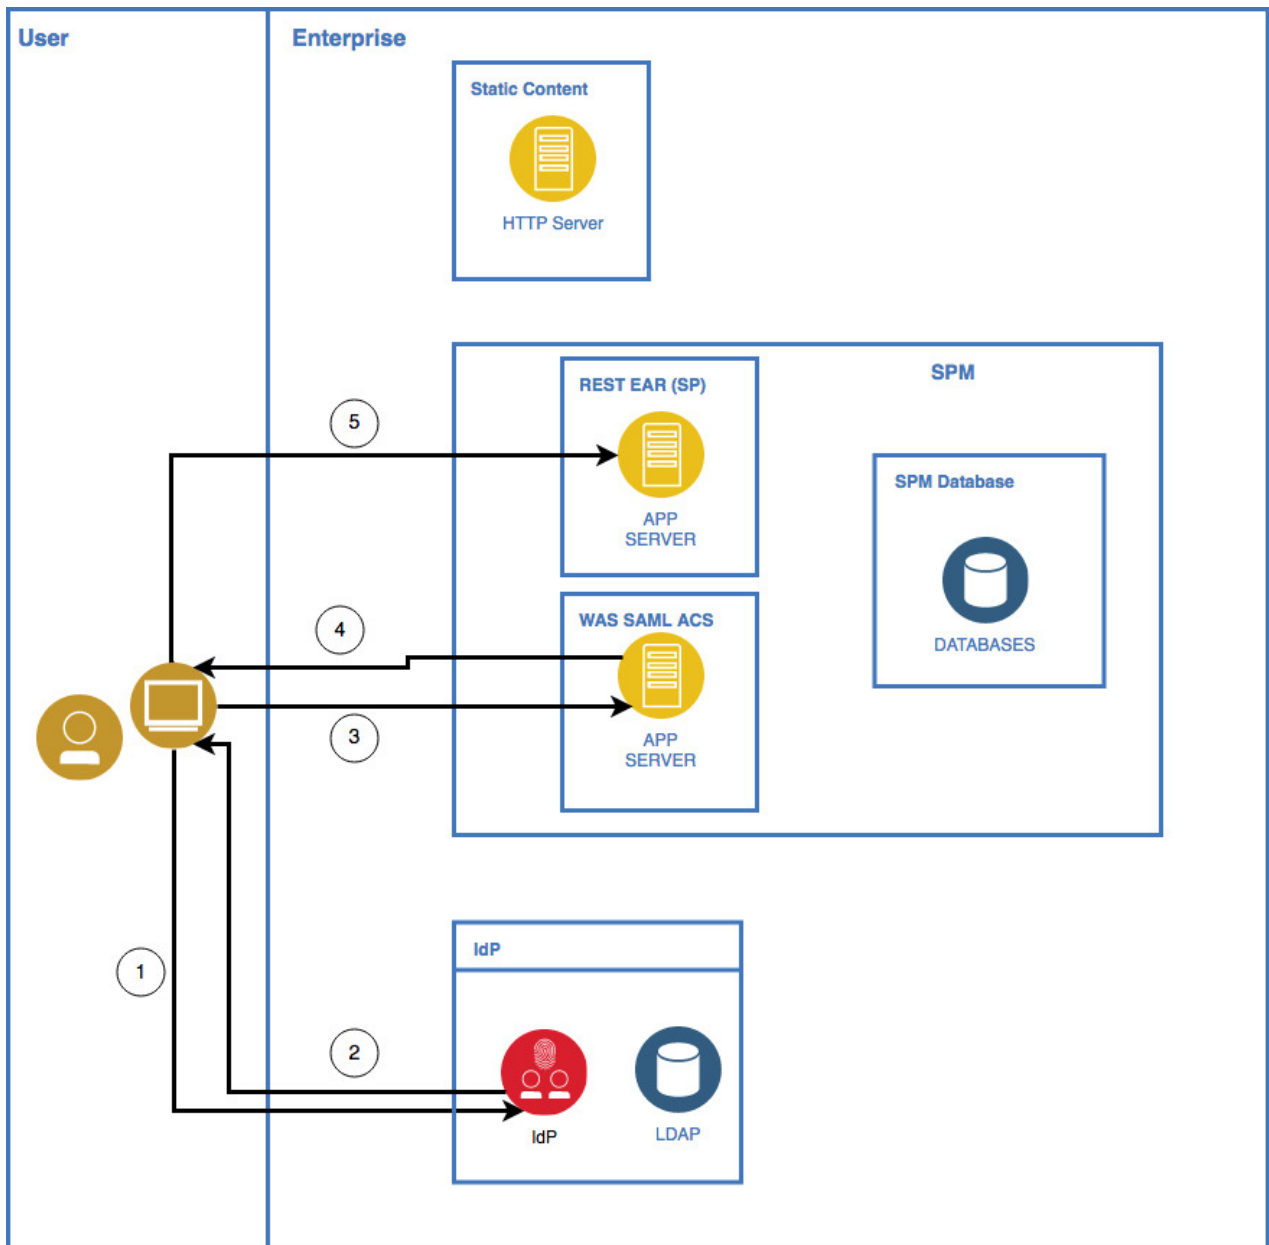 User
Enterprise
Static Content
HTTP Server
SPM
REST EAR (SP)
5
APP
SERVER
SPM Database
DATABASES
WAS SAML ACS
4
3
APP
SERVER
1
IdP
2
IdP
LDAP